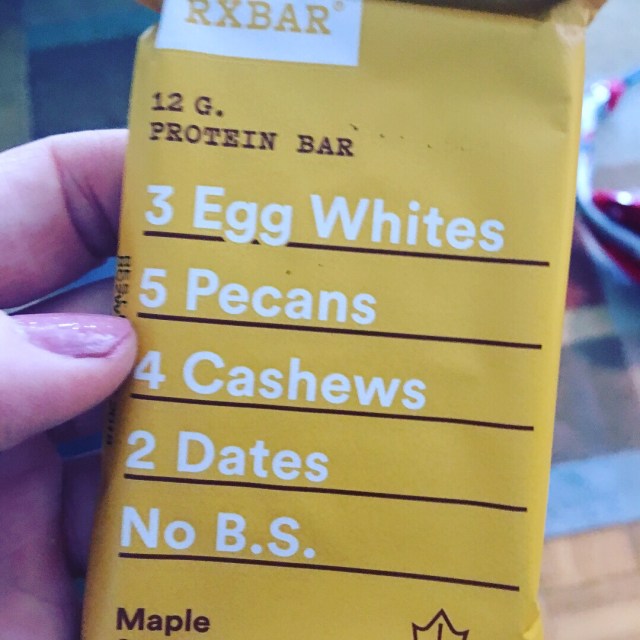 RXBAR®
12 G.
PROTEIN BAR
3 Egg Whites
5 Pecans
4 Cashews
2 Dates
No B.S.
Maple